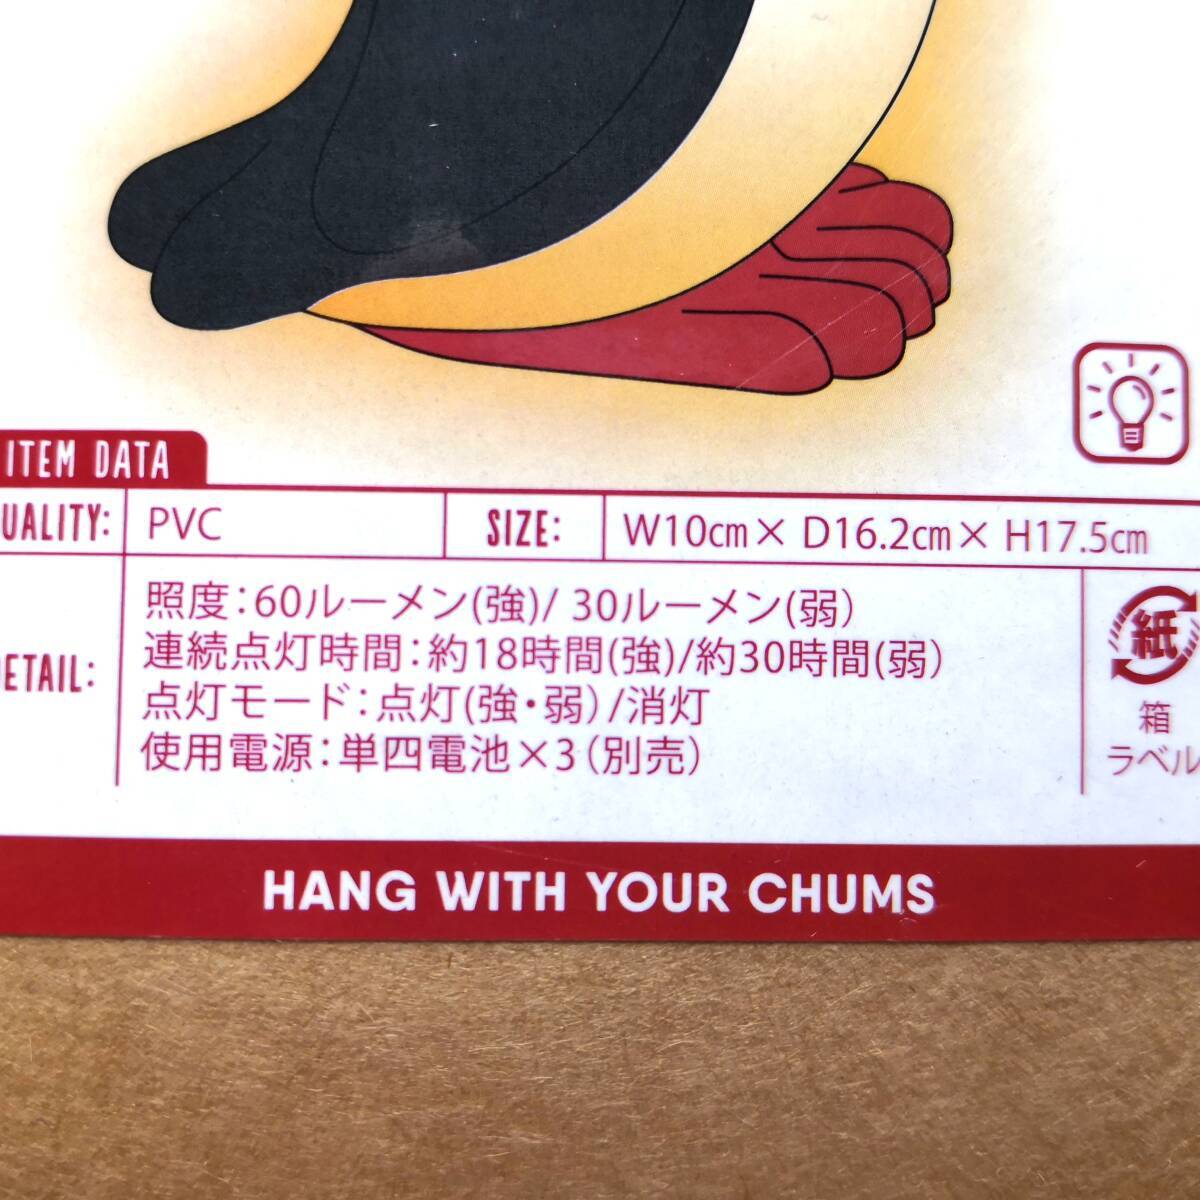 ITEM DATA
UALITY: PVC SIZE: W10cm× D16.2cm× H17.5cm
DETAIL:
照度：60ルーメン(強)/ 30ルーメン(弱)
連続点灯時間：約18時間(強)/約30時間(弱)
点灯モード：点灯(強・弱)/消灯
使用電源：単四電池×3（別売）
紙
箱
ラベル
HANG WITH YOUR CHUMS